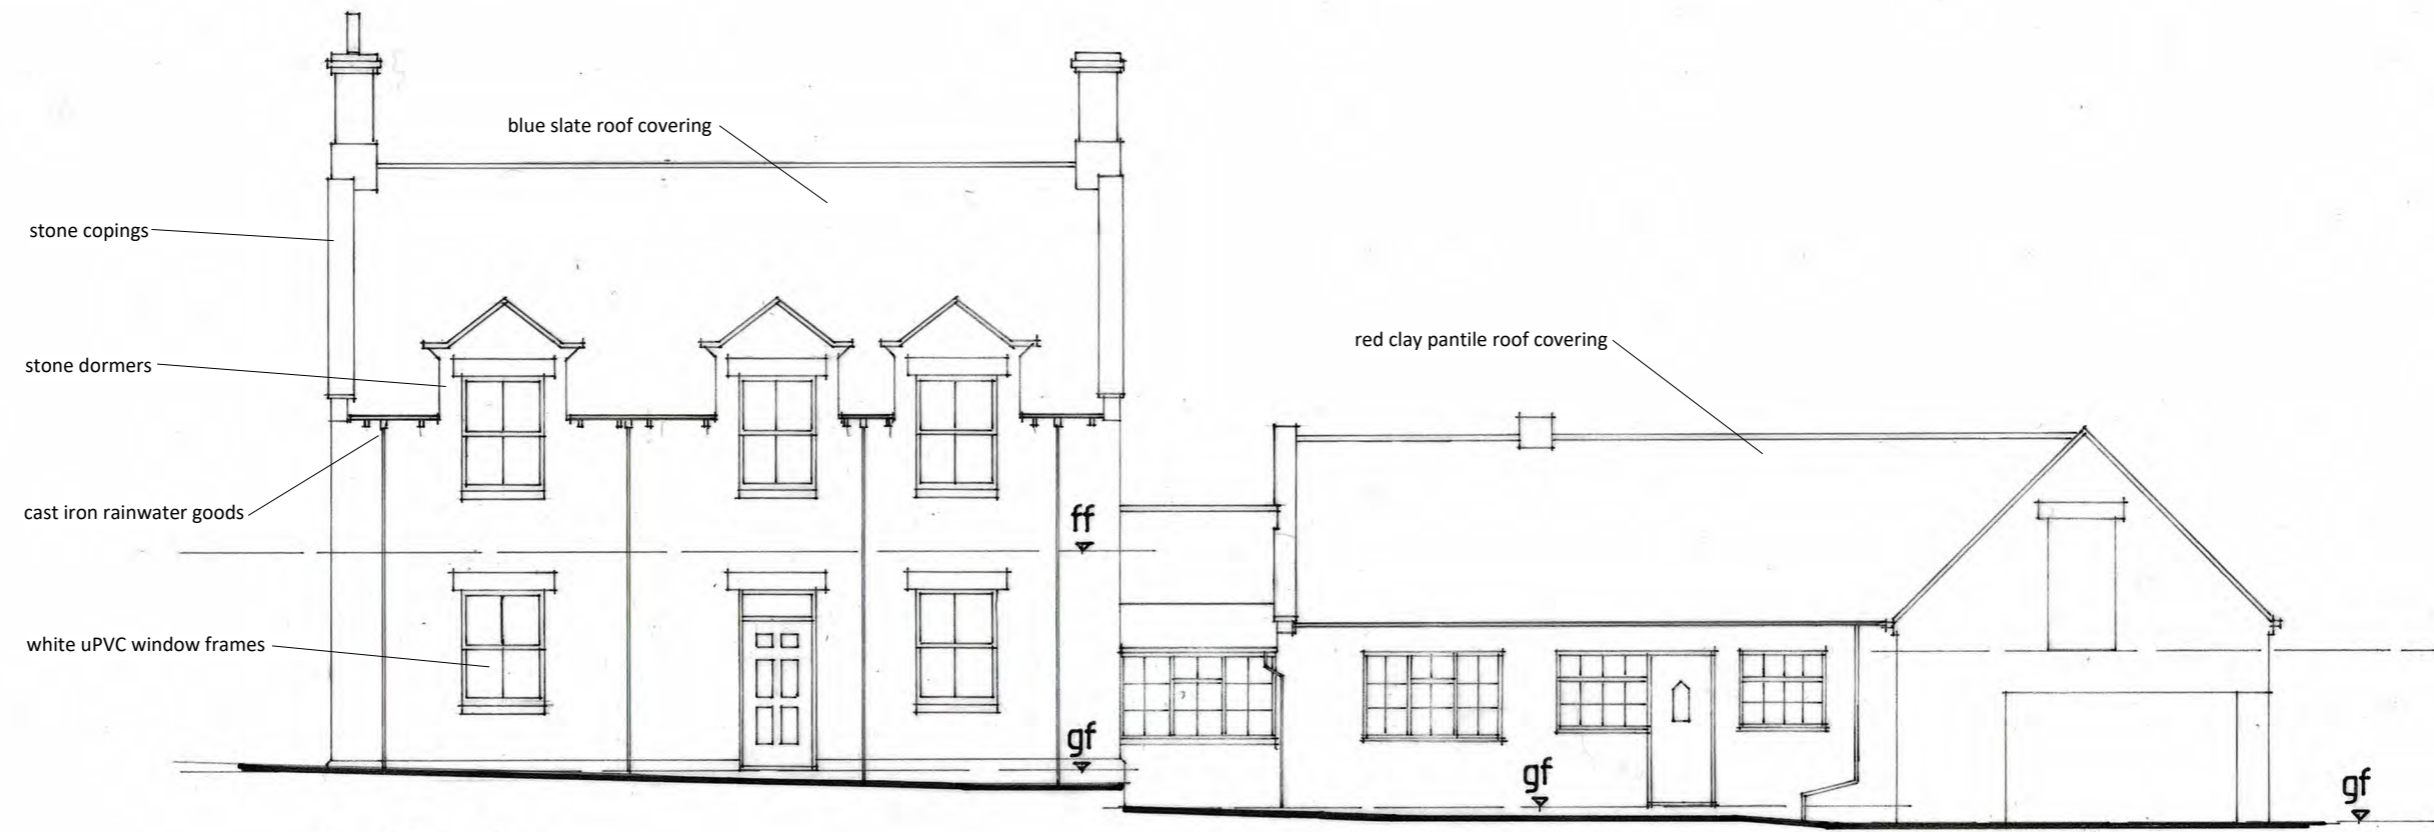 blue slate roof covering
stone copings
red clay pantile roof covering
stone dormers
cast iron rainwater goods
ff
white uPVC window frames
gf
gf
gf